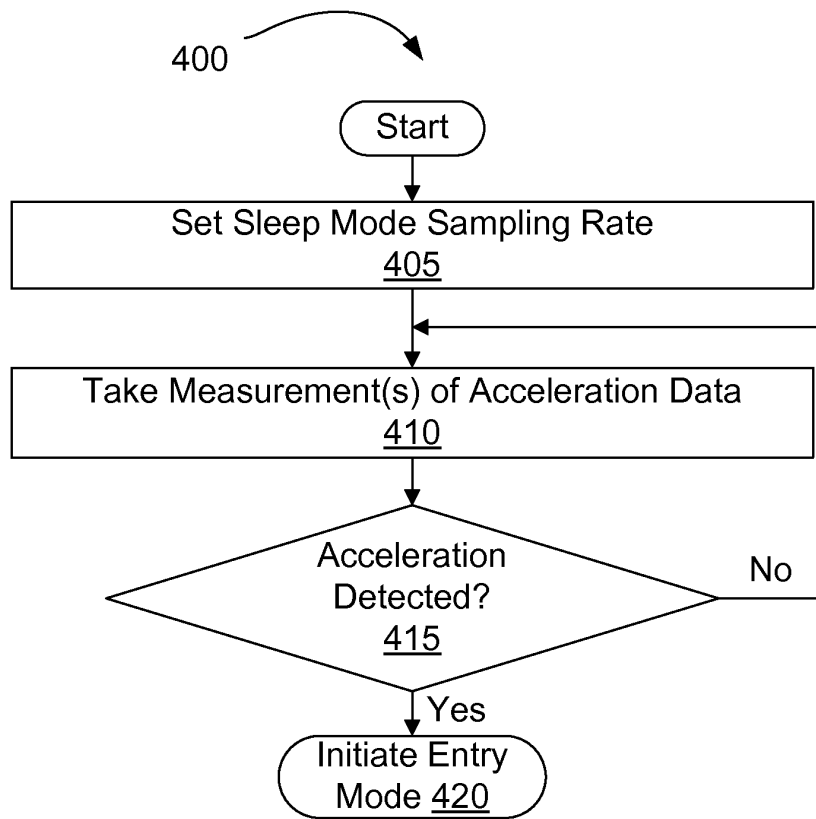 400
Start
Set Sleep Mode Sampling Rate
405
Take Measurement(s) of Acceleration Data
410
Acceleration
Detected?
415
No
Yes
Initiate Entry
Mode 420